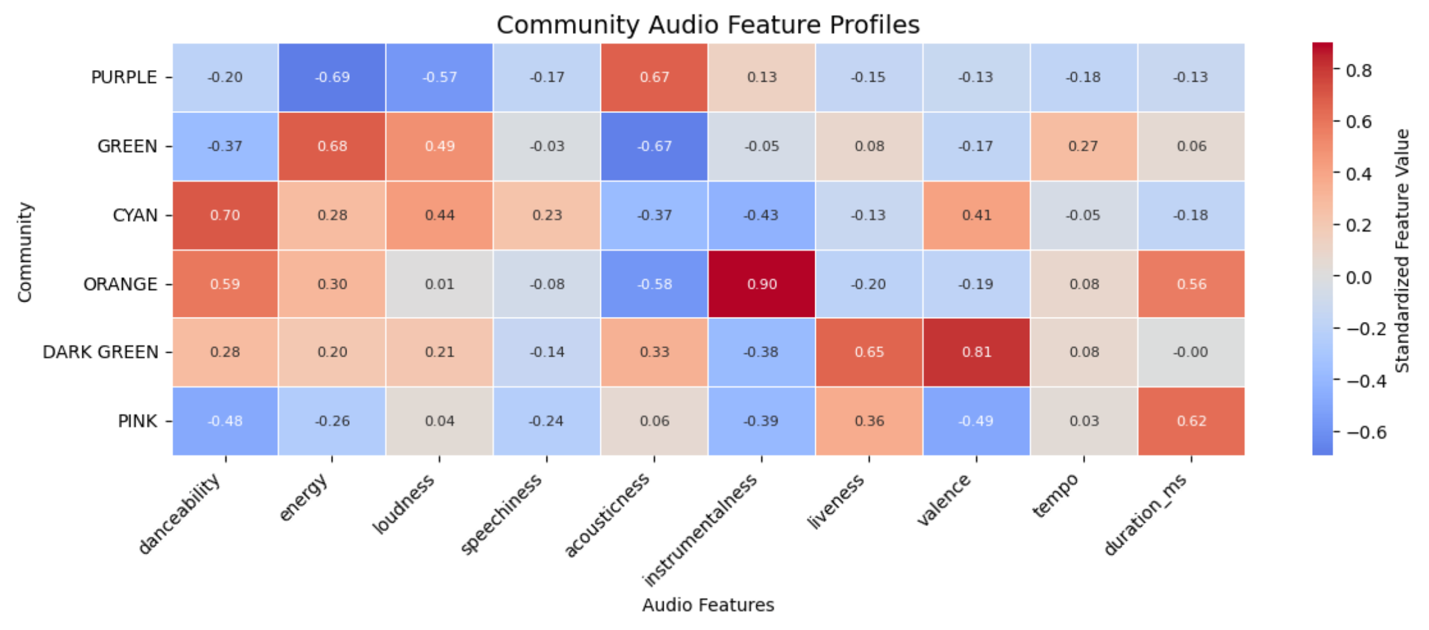 Community Audio Feature Profiles
Community
PURPLE -0.20 -0.69 -0.57 -0.17 0.67 0.13 -0.15 -0.13 -0.18 -0.13
GREEN -0.37 0.68 0.49 -0.03 -0.67 -0.05 0.08 -0.17 0.27 0.06
CYAN 0.70 0.28 0.44 0.23 -0.37 -0.43 -0.13 0.41 -0.05 -0.18
ORANGE 0.59 0.30 0.01 -0.08 -0.58 0.90 -0.20 -0.19 0.08 0.56
DARK GREEN 0.28 0.20 0.21 -0.14 0.33 -0.38 0.65 0.81 0.08 -0.00
PINK -0.48 -0.26 0.04 -0.24 0.06 -0.39 0.36 -0.49 0.03 0.62
danceability energy loudness speechiness acousticness instrumentalness liveness valence tempo duration_ms
Audio Features
0.8
0.6
0.4
0.2
0.0
−0.2
−0.4
−0.6
Standardized Feature Value